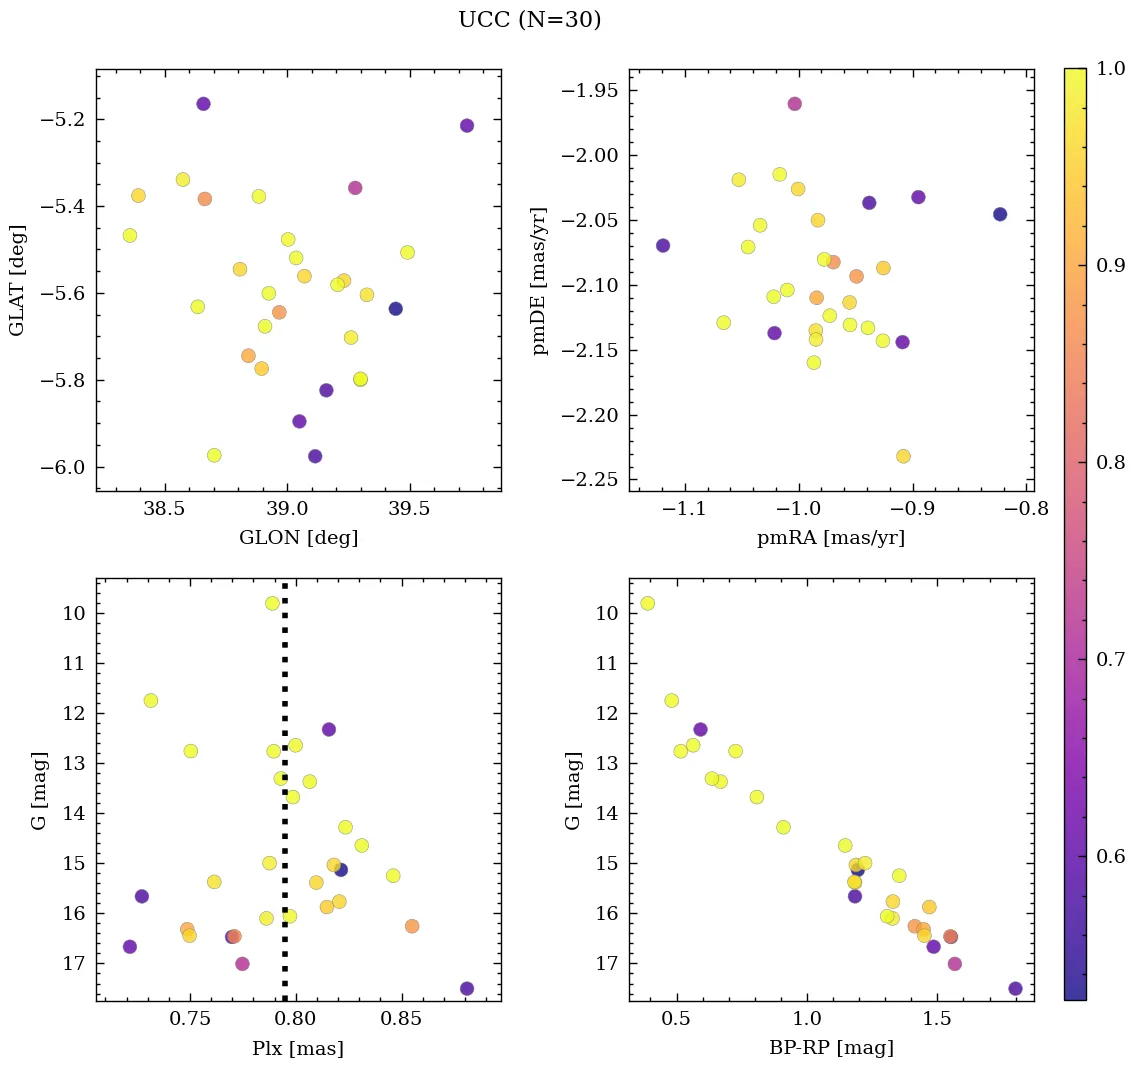 UCC (N=30)
−5.2
−5.4
−5.6
−5.8
−6.0
GLAT [deg]
38.5 39.0 39.5
GLON [deg]
−1.95
−2.00
−2.05
−2.10
−2.15
−2.20
−2.25
pmDE [mas/yr]
−1.1 −1.0 −0.9 −0.8
pmRA [mas/yr]
10
11
12
13
14
15
16
17
G [mag]
0.75 0.80 0.85
Plx [mas]
10
11
12
13
14
15
16
17
G [mag]
0.5 1.0 1.5
BP-RP [mag]
1.0
0.9
0.8
0.7
0.6